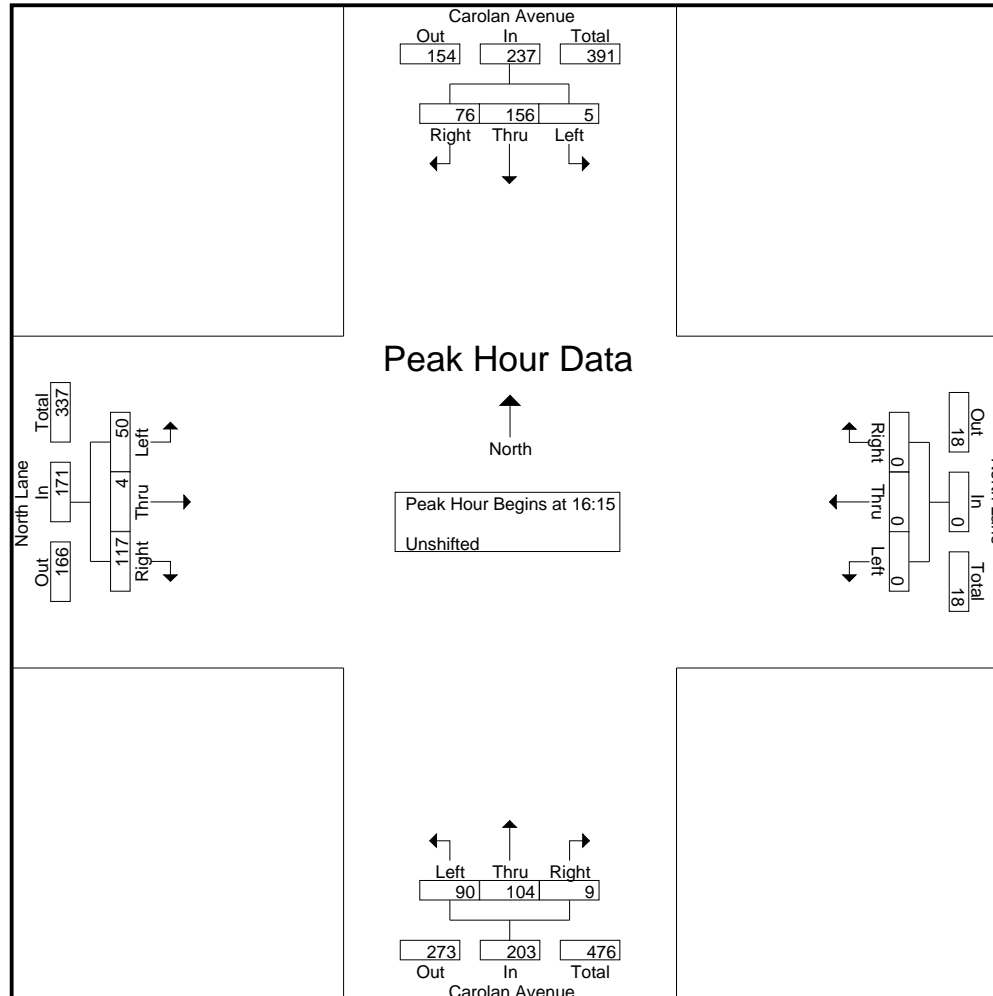 Carolan Avenue
Out In Total
154 237 391
76 156 5
Right Thru Left
Peak Hour Data
North
Peak Hour Begins at 16:15
Unshifted
North Lane
Total In Out
337 171 166
50 4 117
Left Thru Right
Out In Total
18 0 18
Right Thru Left
0 0 0
Left Thru Right
90 104 9
273 203 476
Out In Total
Carolan Avenue